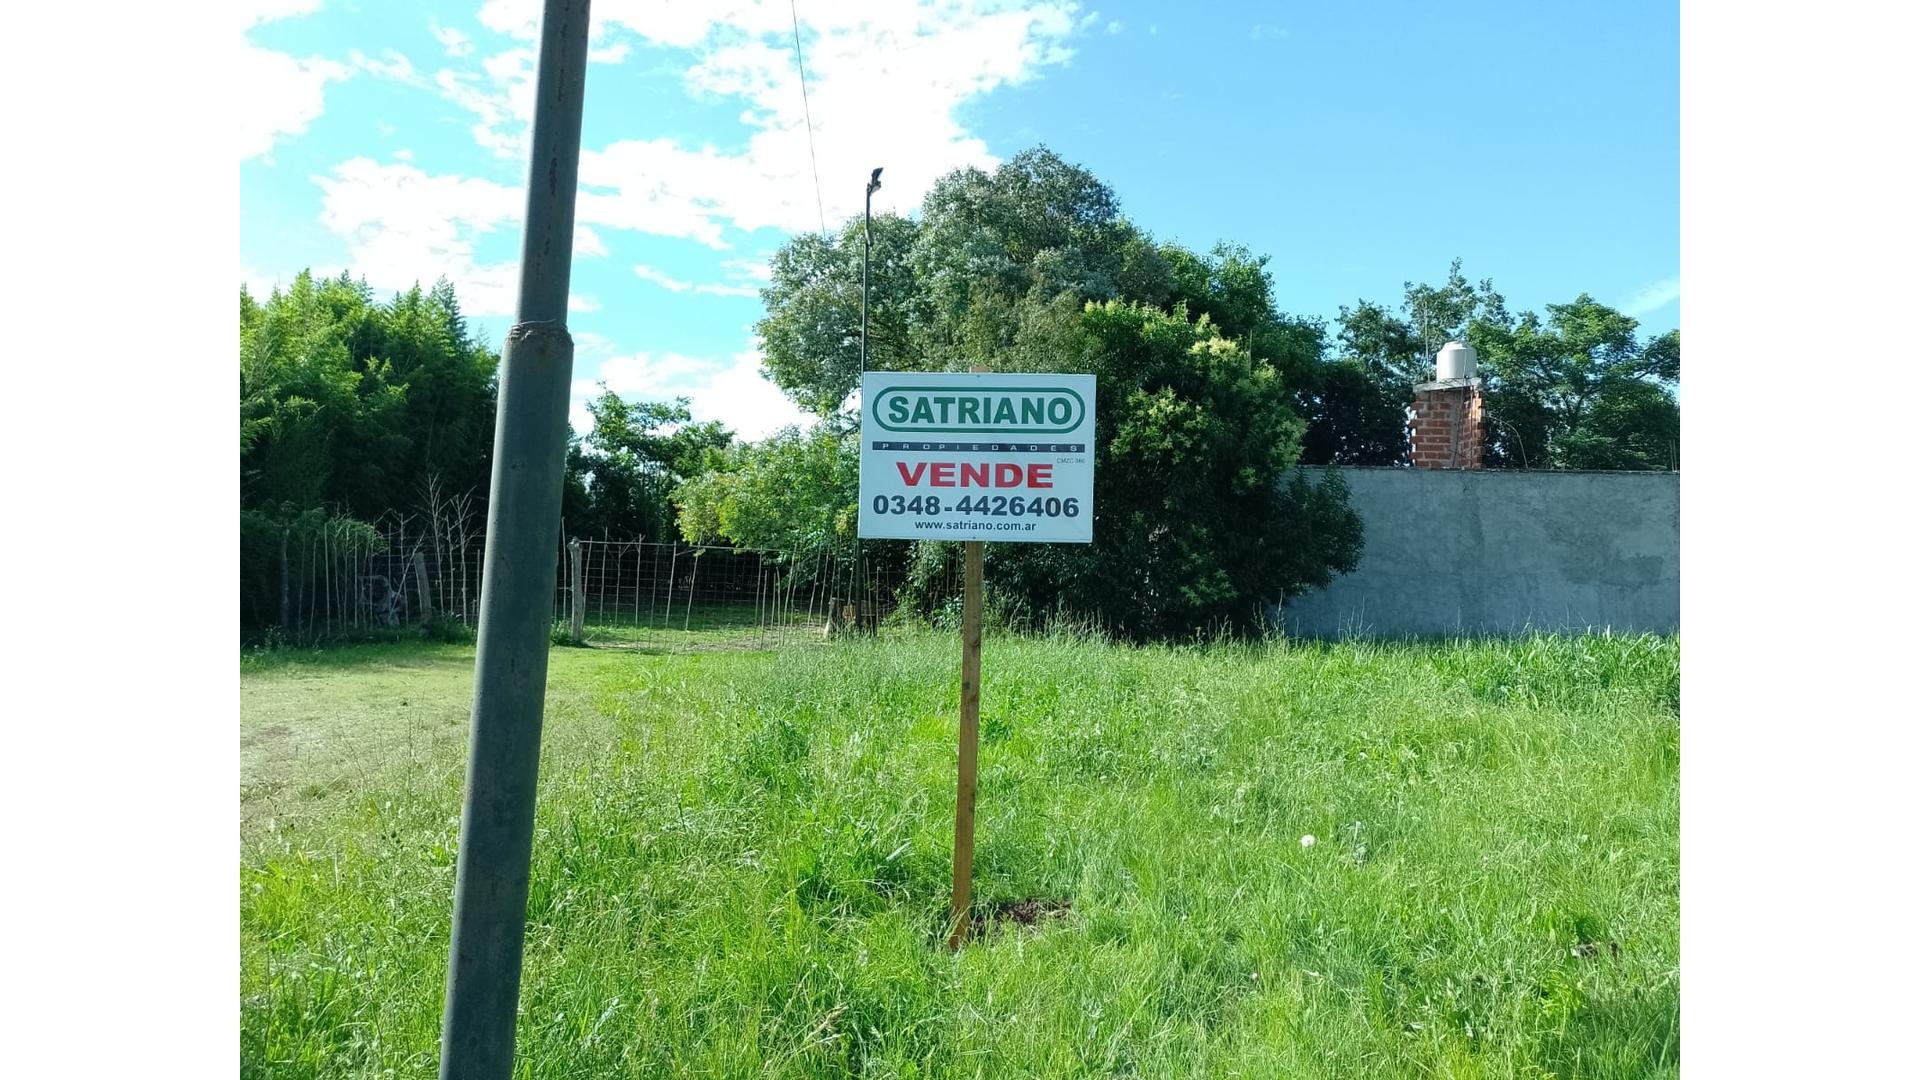 SATRIANO
PROPIEDADES
VENDE
0348-4426406
www.satriano.com.ar